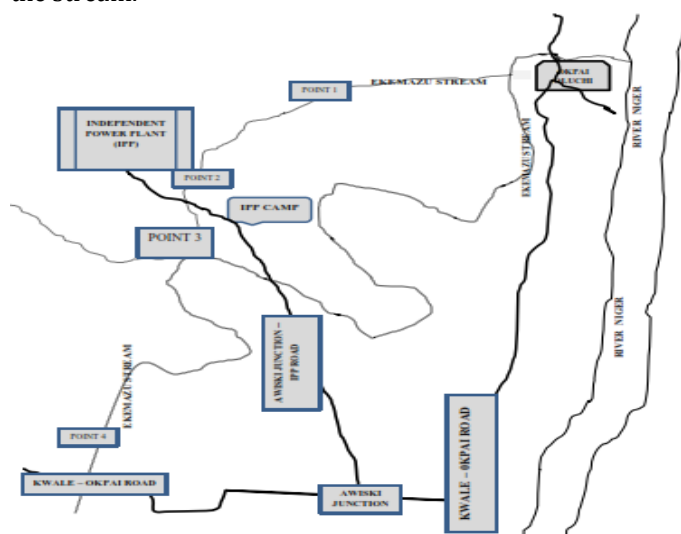 the stream.
EKEMAZU STREAM
OKPAI
OLUCHI
POINT 1
INDEPENDENT
POWER PLANT
(IPP)
RIVER NIGER
EKEMAZU STREAM
POINT 2
IPP CAMP
POINT 3
AWISKI JUNCTION –
IPP ROAD
RIVER NIGER
EKEMAZU STREAM
POINT 4
KWALE – OKPAI ROAD
KWALE – OKPAI ROAD
AWISKI
JUNCTION